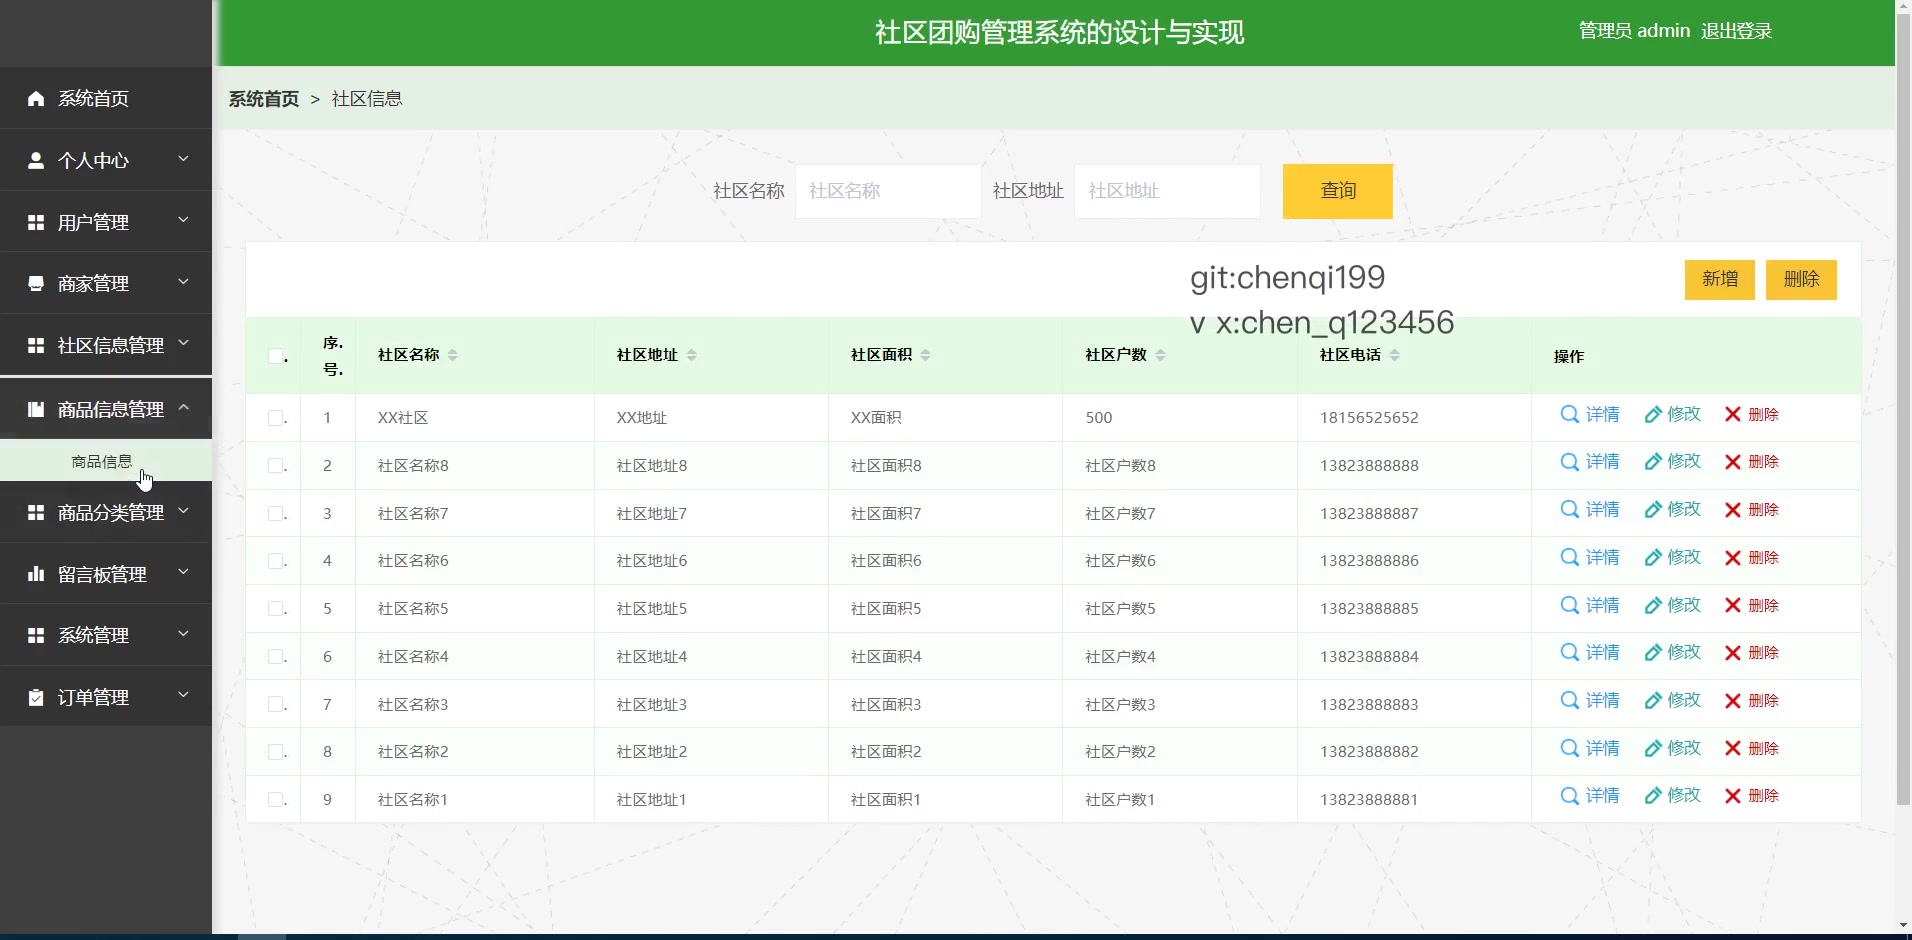 社区团购管理系统的设计与实现
管理员 admin 退出登录
系统首页
个人中心
用户管理
商家管理
社区信息管理
商品信息管理
商品信息
商品分类管理
留言板管理
系统管理
订单管理
系统首页 > 社区信息
社区名称 社区名称 社区地址 社区地址 查询
git:chenqi199
v x:chen_q123456
新增 删除
序. 号. 社区名称 社区地址 社区面积 社区户数 社区电话 操作
1 XX社区 XX地址 XX面积 500 18156525652 详情 修改 删除
2 社区名称8 社区地址8 社区面积8 社区户数8 13823888888 详情 修改 删除
3 社区名称7 社区地址7 社区面积7 社区户数7 13823888887 详情 修改 删除
4 社区名称6 社区地址6 社区面积6 社区户数6 13823888886 详情 修改 删除
5 社区名称5 社区地址5 社区面积5 社区户数5 13823888885 详情 修改 删除
6 社区名称4 社区地址4 社区面积4 社区户数4 13823888884 详情 修改 删除
7 社区名称3 社区地址3 社区面积3 社区户数3 13823888883 详情 修改 删除
8 社区名称2 社区地址2 社区面积2 社区户数2 13823888882 详情 修改 删除
9 社区名称1 社区地址1 社区面积1 社区户数1 13823888881 详情 修改 删除